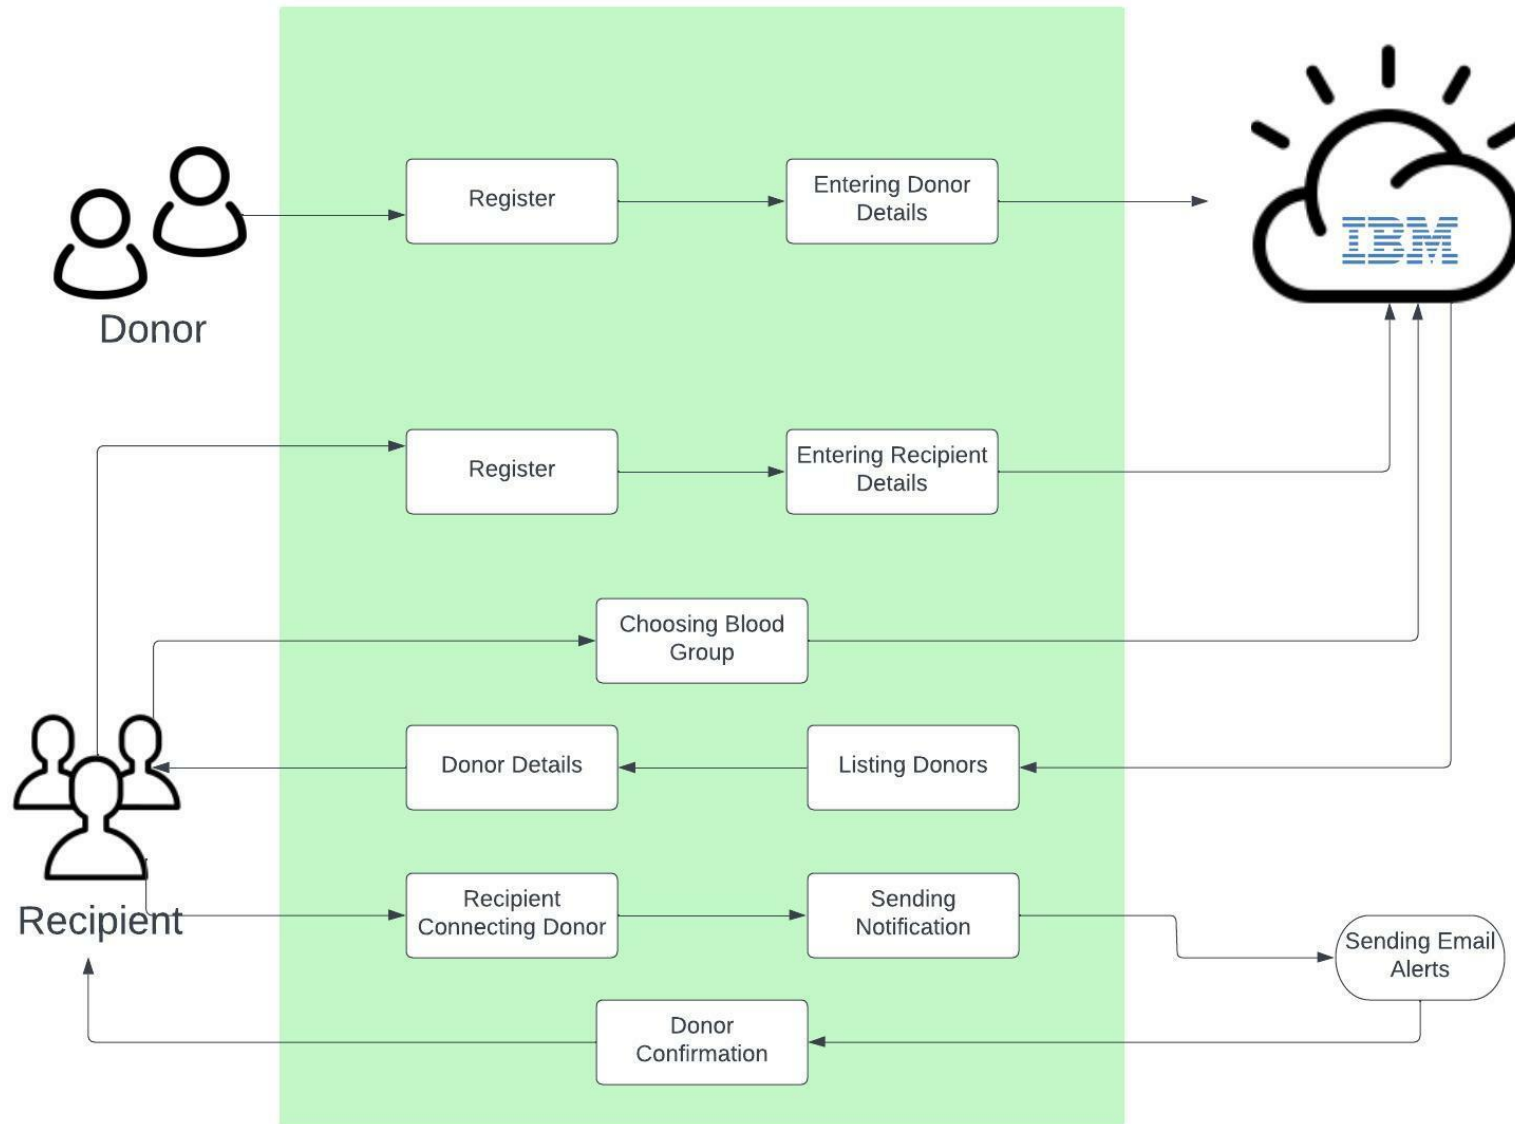 Register
Entering Donor
Details
IBM
Donor
Register
Entering Recipient
Details
Choosing Blood
Group
Donor Details
Listing Donors
Recipient
Recipient
Connecting Donor
Sending
Notification
Sending Email
Alerts
Donor
Confirmation